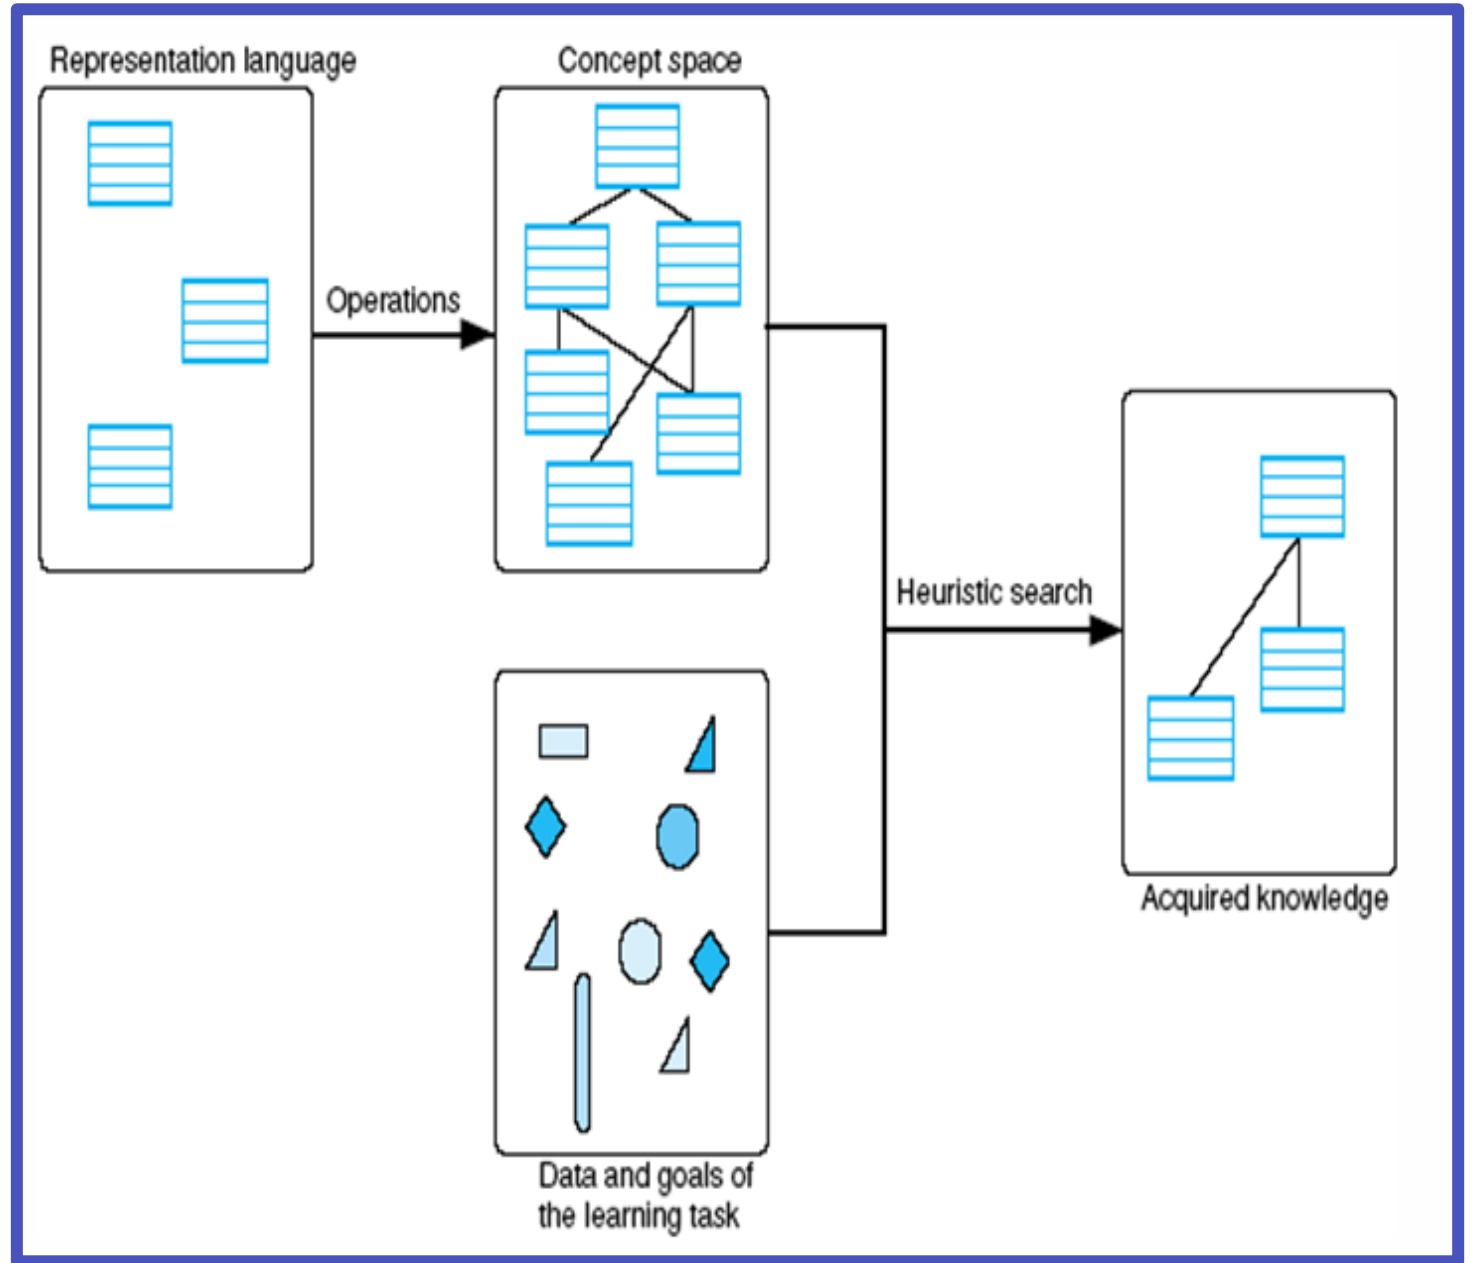 Representation language
Concept space
Operations
Heuristic search
Acquired knowledge
Data and goals of
the learning task